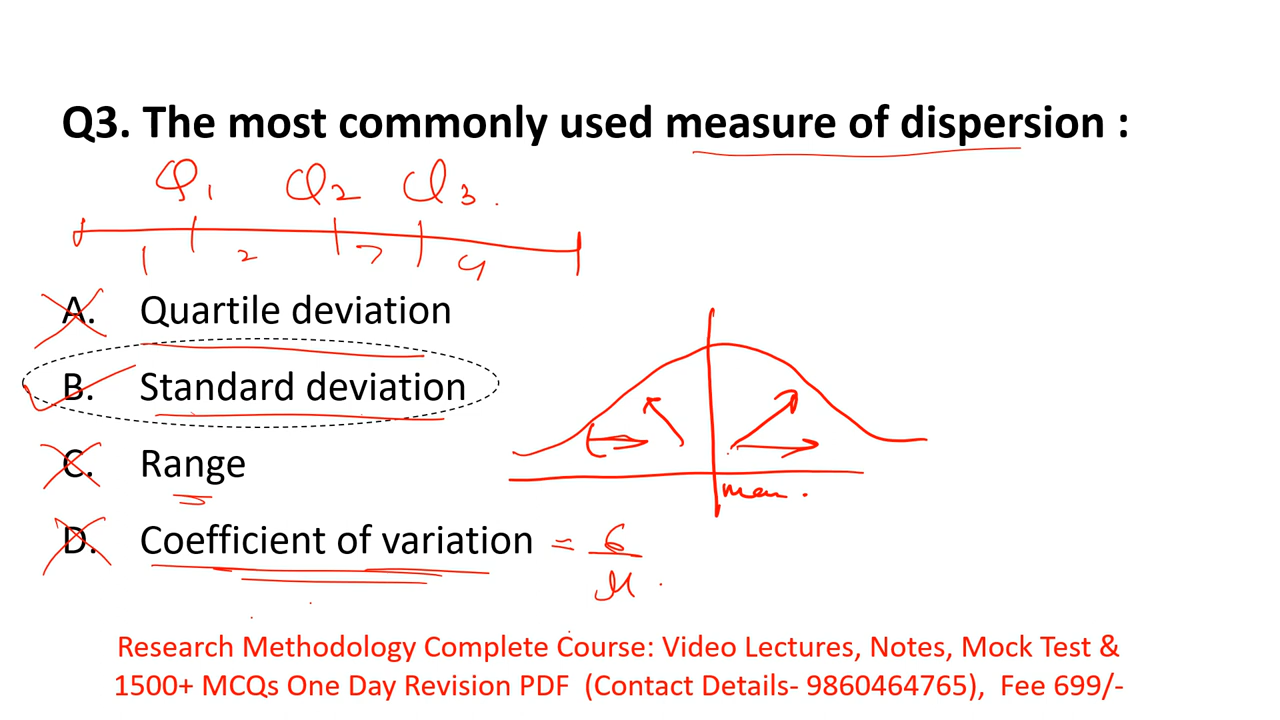 Q3. The most commonly used measure of dispersion :
Q1 Q2 Q3.
1 2 3 4
A. Quartile deviation
B. Standard deviation
C. Range
mean.
D. Coefficient of variation = σ
μ
Research Methodology Complete Course: Video Lectures, Notes, Mock Test &
1500+ MCQs One Day Revision PDF (Contact Details- 9860464765), Fee 699/-